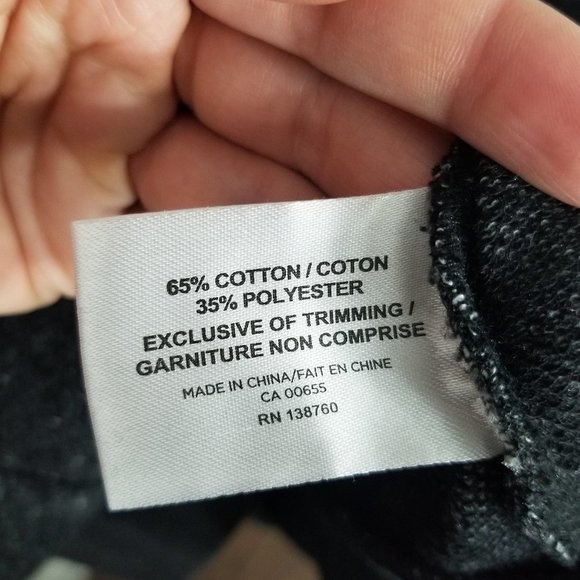 65% COTTON / COTON
35% POLYESTER
EXCLUSIVE OF TRIMMING /
GARNITURE NON COMPRISE
MADE IN CHINA/FAIT EN CHINE
CA 00655
RN 138760